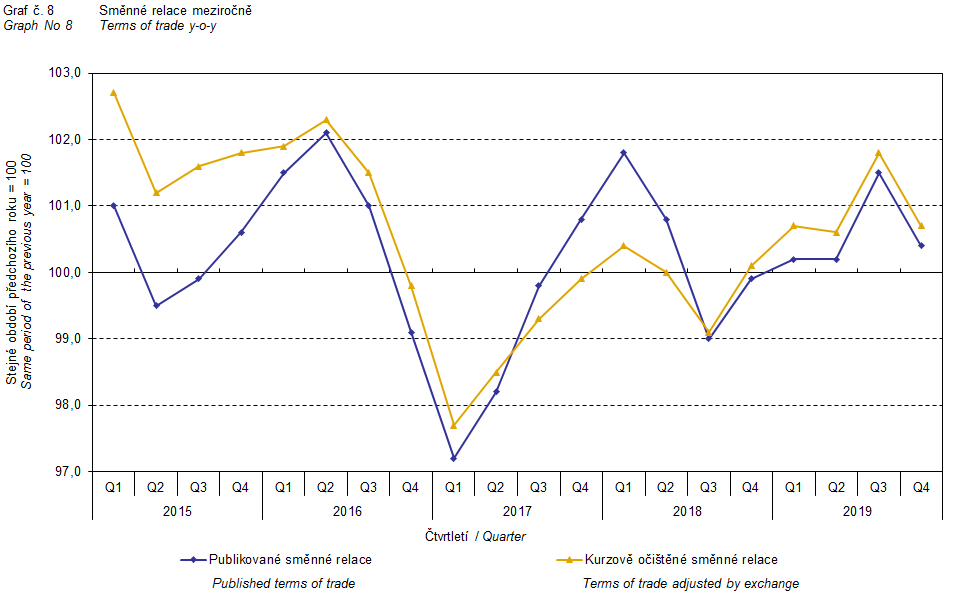 Graf č. 8 Směnné relace meziročně
Graph No 8 Terms of trade y-o-y
Stejné období předchozího roku = 100
Same period of the previous year = 100
103,0
102,0
101,0
100,0
99,0
98,0
97,0
Q1 Q2 Q3 Q4 Q1 Q2 Q3 Q4 Q1 Q2 Q3 Q4 Q1 Q2 Q3 Q4 Q1 Q2 Q3 Q4
2015 2016 2017 2018 2019
Čtvrtletí / Quarter
Publikované směnné relace Kurzově očištěné směnné relace
Published terms of trade Terms of trade adjusted by exchange